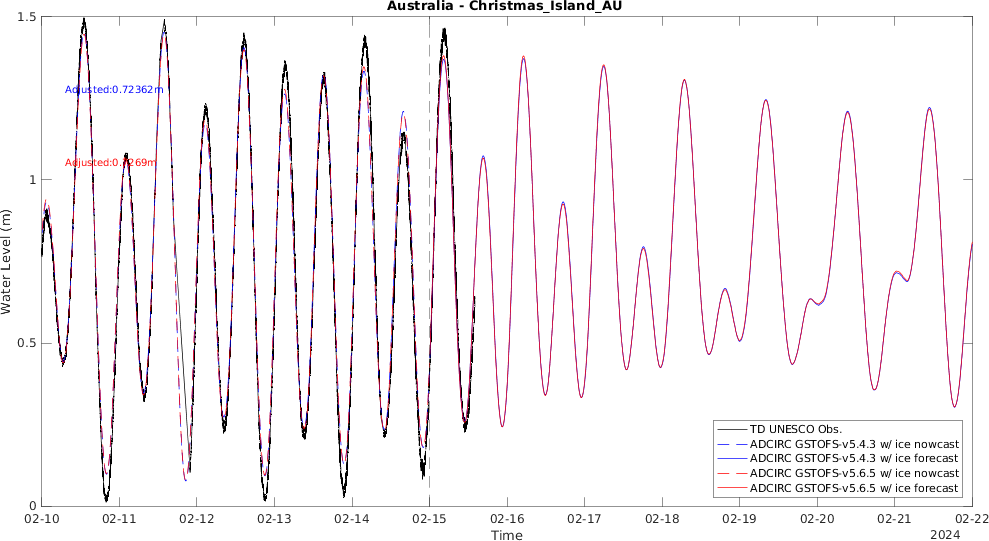 Australia - Christmas_Island_AU
Water Level (m)
1.5
1
0.5
0
Adjusted:0.72362m
Adjusted:0.7269m
TD UNESCO Obs.
ADCIRC GSTOFS-v5.4.3 w/ ice nowcast
ADCIRC GSTOFS-v5.4.3 w/ ice forecast
ADCIRC GSTOFS-v5.6.5 w/ ice nowcast
ADCIRC GSTOFS-v5.6.5 w/ ice forecast
02-10 02-11 02-12 02-13 02-14 02-15 02-16 02-17 02-18 02-19 02-20 02-21 02-22
Time
2024